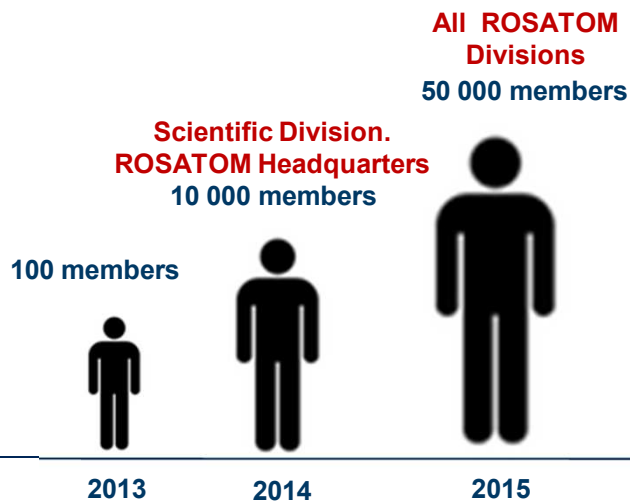 All ROSATOM
Divisions
50 000 members
Scientific Division.
ROSATOM Headquarters
10 000 members
100 members
2013
2014
2015